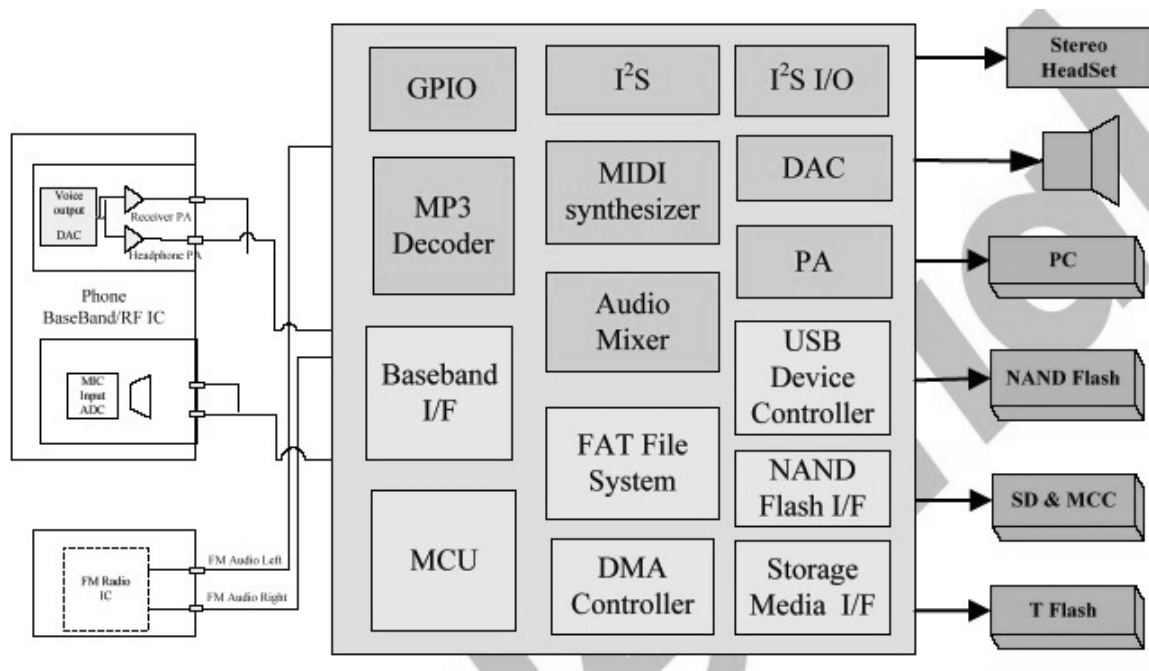 Voice
output
DAC
Receiver PA
Headphone PA
Phone
BaseBand/RF IC
MIC
Input
ADC
FM Radio
IC
FM Audio Left
FM Audio Right
GPIO
MP3
Decoder
Baseband
I/F
MCU
I²S
MIDI
synthesizer
Audio
Mixer
FAT File
System
DMA
Controller
I²S I/O
DAC
PA
USB
Device
Controller
NAND
Flash I/F
Storage
Media I/F
Stereo
HeadSet
PC
NAND Flash
SD & MCC
T Flash